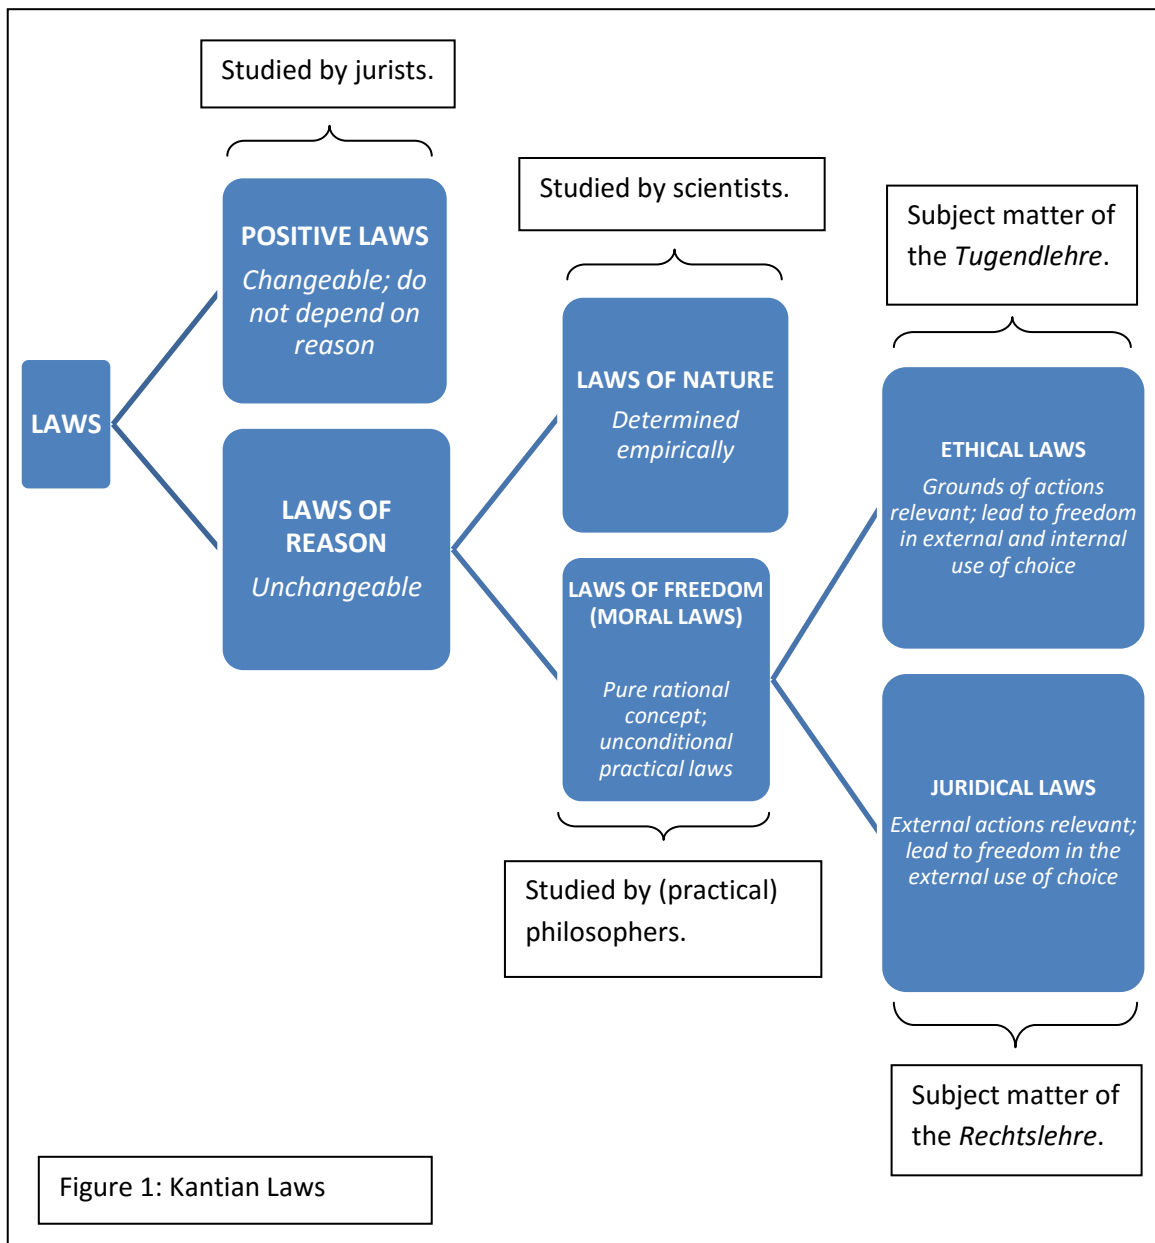 Studied by jurists.
POSITIVE LAWS
Changeable; do
not depend on
reason
LAWS
LAWS OF
REASON
Unchangeable
Studied by scientists.
LAWS OF NATURE
Determined
empirically
LAWS OF FREEDOM
(MORAL LAWS)
Pure rational
concept;
unconditional
practical laws
Studied by (practical)
philosophers.
Subject matter of
the Tugendlehre.
ETHICAL LAWS
Grounds of actions
relevant; lead to freedom
in external and internal
use of choice
JURIDICAL LAWS
External actions relevant;
lead to freedom in the
external use of choice
Subject matter of
the Rechtslehre.
Figure 1: Kantian Laws